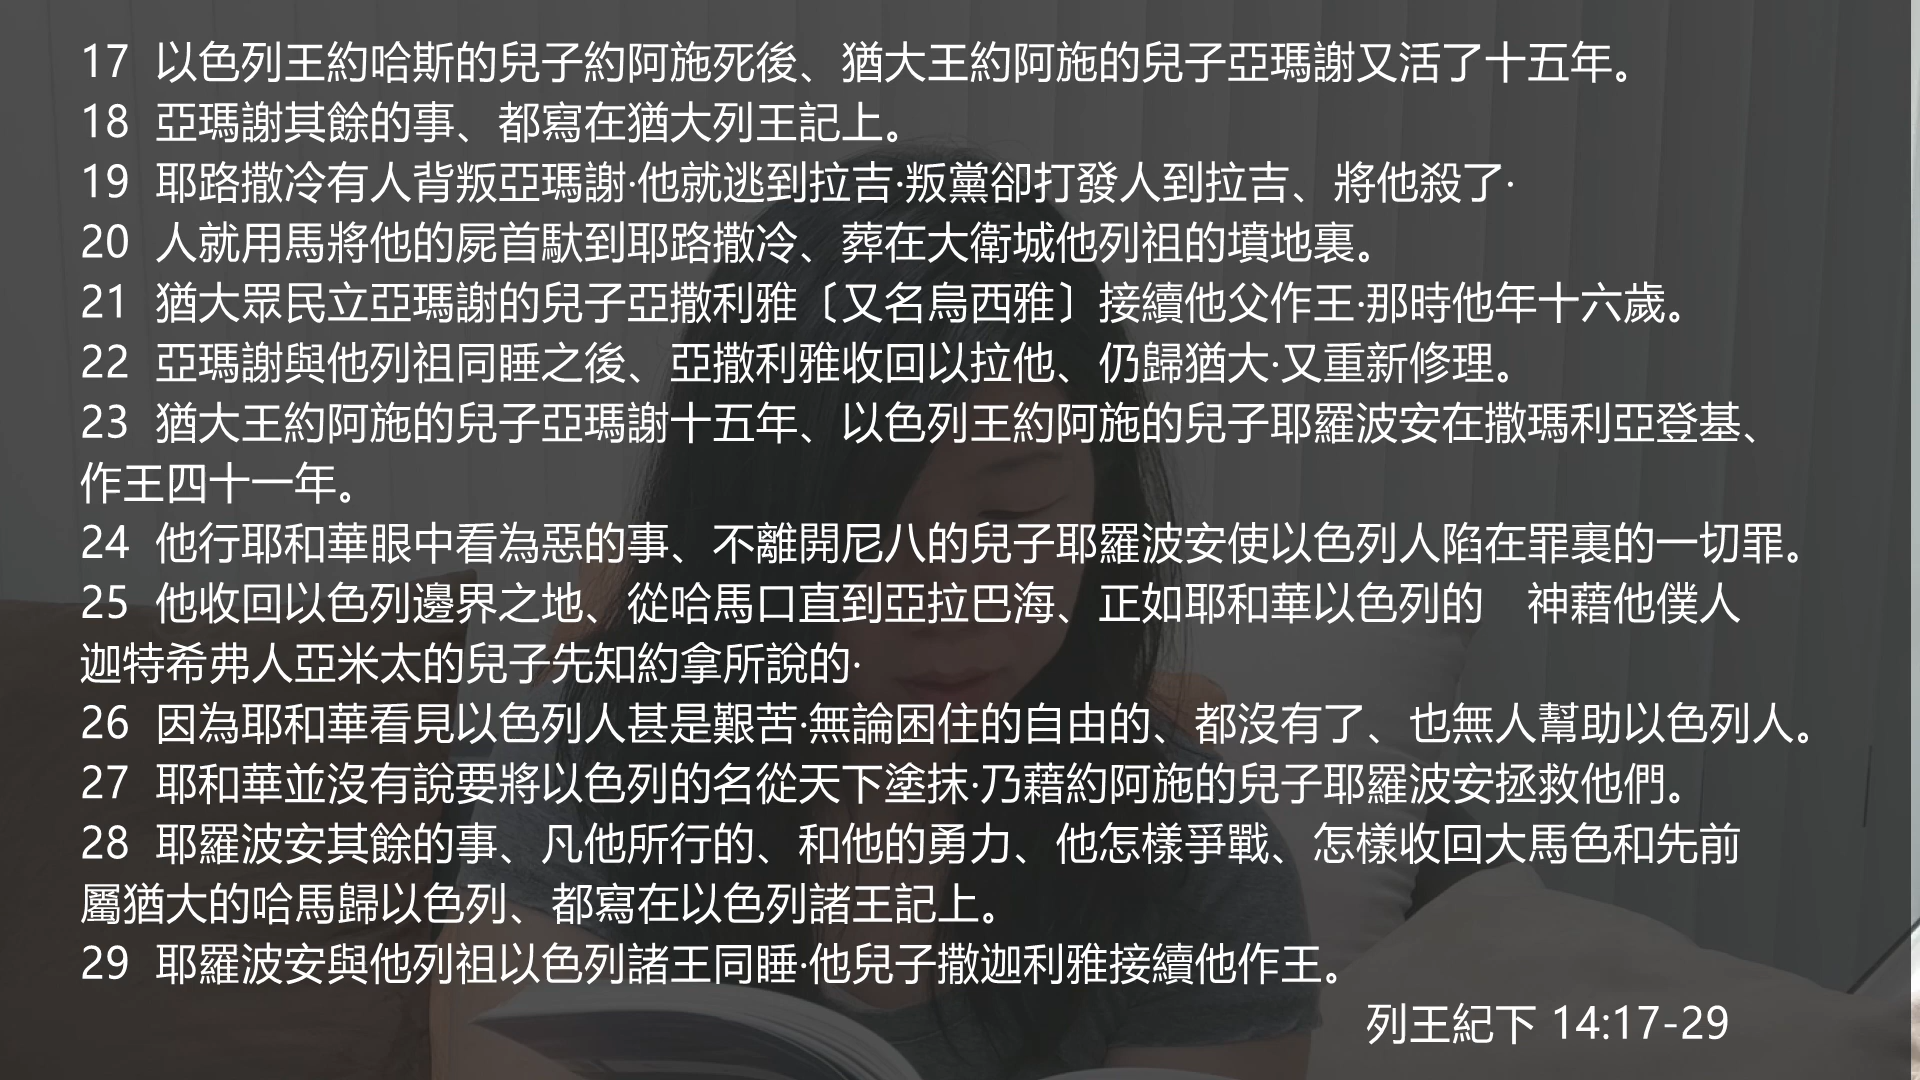 17 以色列王約哈斯的兒子約阿施死後、猶大王約阿施的兒子亞瑪謝又活了十五年。
18 亞瑪謝其餘的事、都寫在猶大列王記上。
19 耶路撒冷有人背叛亞瑪謝·他就逃到拉吉·叛黨卻打發人到拉吉、將他殺了·
20 人就用馬將他的屍首馱到耶路撒冷、葬在大衛城他列祖的墳地裏。
21 猶大眾民立亞瑪謝的兒子亞撒利雅〔又名烏西雅〕接續他父作王·那時他年十六歲。
22 亞瑪謝與他列祖同睡之後、亞撒利雅收回以拉他、仍歸猶大·又重新修理。
23 猶大王約阿施的兒子亞瑪謝十五年、以色列王約阿施的兒子耶羅波安在撒瑪利亞登基、
作王四十一年。
24 他行耶和華眼中看為惡的事、不離開尼八的兒子耶羅波安使以色列人陷在罪裏的一切罪。
25 他收回以色列邊界之地、從哈馬口直到亞拉巴海、正如耶和華以色列的　神藉他僕人
迦特希弗人亞米太的兒子先知約拿所說的·
26 因為耶和華看見以色列人甚是艱苦·無論困住的自由的、都沒有了、也無人幫助以色列人。
27 耶和華並沒有說要將以色列的名從天下塗抹·乃藉約阿施的兒子耶羅波安拯救他們。
28 耶羅波安其餘的事、凡他所行的、和他的勇力、他怎樣爭戰、怎樣收回大馬色和先前
屬猶大的哈馬歸以色列、都寫在以色列諸王記上。
29 耶羅波安與他列祖以色列諸王同睡·他兒子撒迦利雅接續他作王。
列王紀下 14:17-29